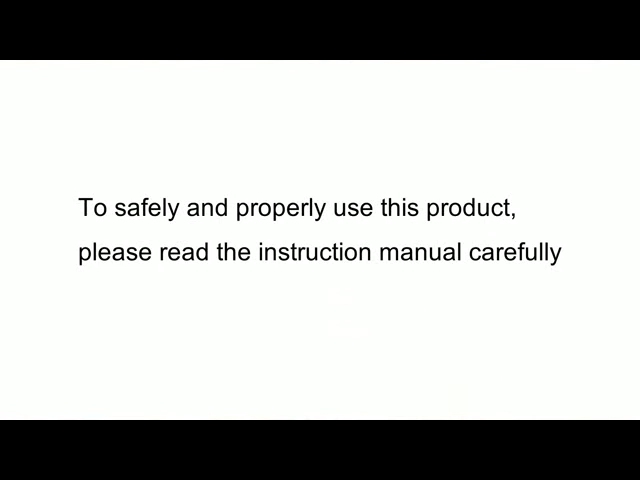 To safely and properly use this product,
please read the instruction manual carefully